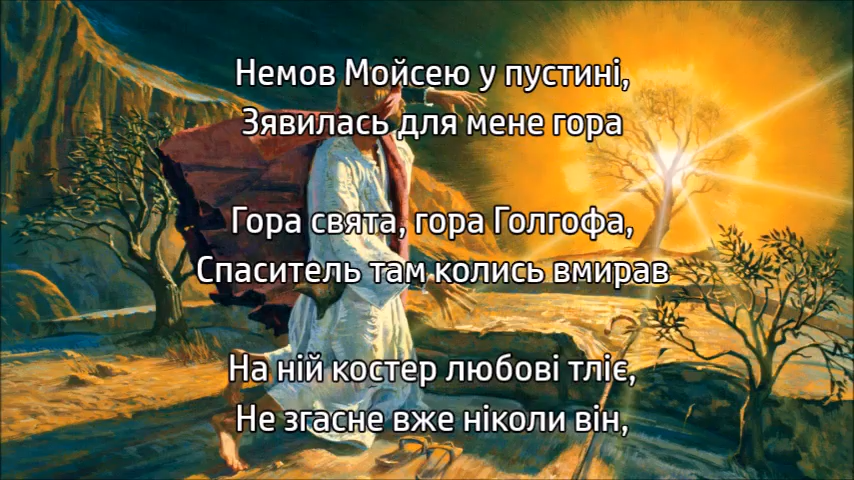 Немов Мойсею у пустині,
Зявилась для мене гора
Гора свята, гора Голгофа,
Спаситель там колись вмирав
На ній костер любові тліє,
Не згасне вже ніколи він,